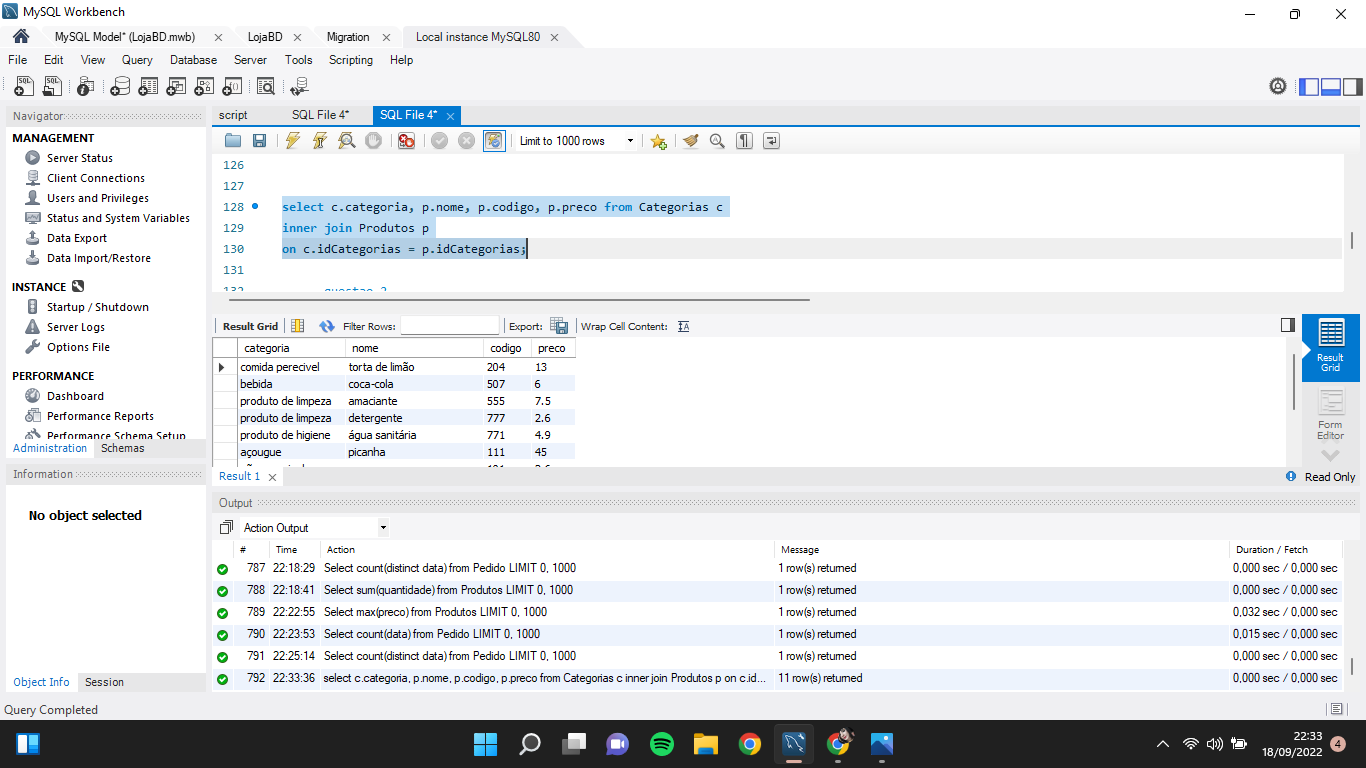 MySQL Workbench
MySQL Model* (LojaBD.mwb)
LojaBD
Migration
Local instance MySQL80
File Edit View Query Database Server Tools Scripting Help
Navigator
MANAGEMENT
Server Status
Client Connections
Users and Privileges
Status and System Variables
Data Export
Data Import/Restore
INSTANCE
Startup / Shutdown
Server Logs
Options File
PERFORMANCE
Dashboard
Performance Reports
Performance Schema Setup
Administration Schemas
Information
No object selected
Object Info Session
script SQL File 4* SQL File 4*
Limit to 1000 rows
126
127
128 select c.categoria, p.nome, p.codigo, p.preco from Categorias c
129 inner join Produtos p
130 on c.idCategorias = p.idCategorias;
131
132 questao 2
Result Grid Filter Rows: Export: Wrap Cell Content:
categoria nome codigo preco
comida perecivel torta de limão 204 13
bebida coca-cola 507 6
produto de limpeza amaciante 555 7.5
produto de limpeza detergente 777 2.6
produto de higiene água sanitária 771 4.9
açougue picanha 111 45
Result Grid
Form Editor
Result 1
Read Only
Output
Action Output
# Time Action Message Duration / Fetch
787 22:18:29 Select count(distinct data) from Pedido LIMIT 0, 1000 1 row(s) returned 0,000 sec / 0,000 sec
788 22:18:41 Select sum(quantidade) from Produtos LIMIT 0, 1000 1 row(s) returned 0,000 sec / 0,000 sec
789 22:22:55 Select max(preco) from Produtos LIMIT 0, 1000 1 row(s) returned 0,032 sec / 0,000 sec
790 22:23:53 Select count(data) from Pedido LIMIT 0, 1000 1 row(s) returned 0,015 sec / 0,000 sec
791 22:25:14 Select count(distinct data) from Pedido LIMIT 0, 1000 1 row(s) returned 0,000 sec / 0,000 sec
792 22:33:36 select c.categoria, p.nome, p.codigo, p.preco from Categorias c inner join Produtos p on c.id... 11 row(s) returned 0,000 sec / 0,000 sec
Query Completed
22:33
18/09/2022
4